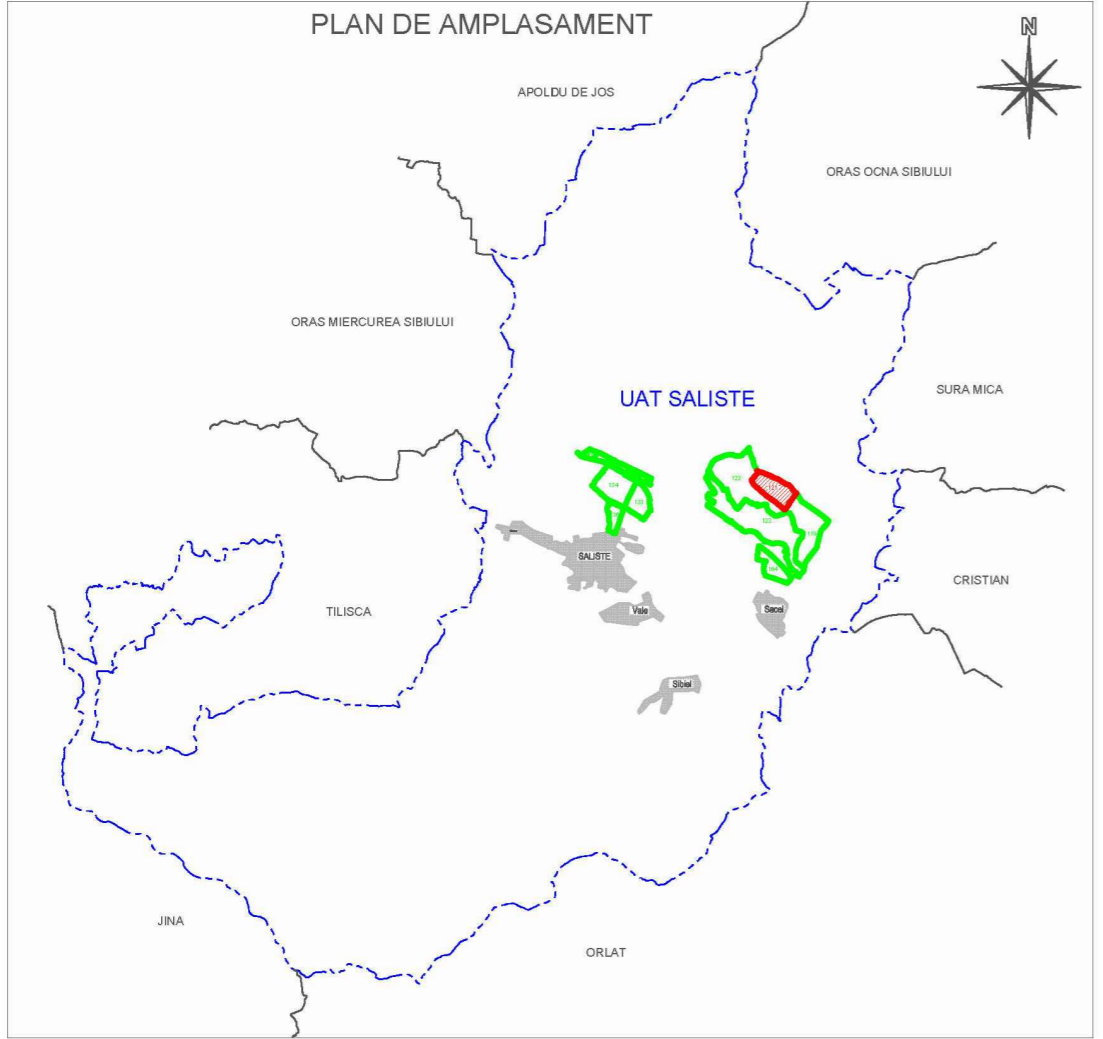 PLAN DE AMPLASAMENT
N
APOLDU DE JOS
ORAS OCNA SIBIULUI
ORAS MIERCUREA SIBIULUI
SURA MICA
UAT SALISTE
SALISTE
CRISTIAN
TILISCA
Vale
Sacel
Sibiel
JINA
ORLAT